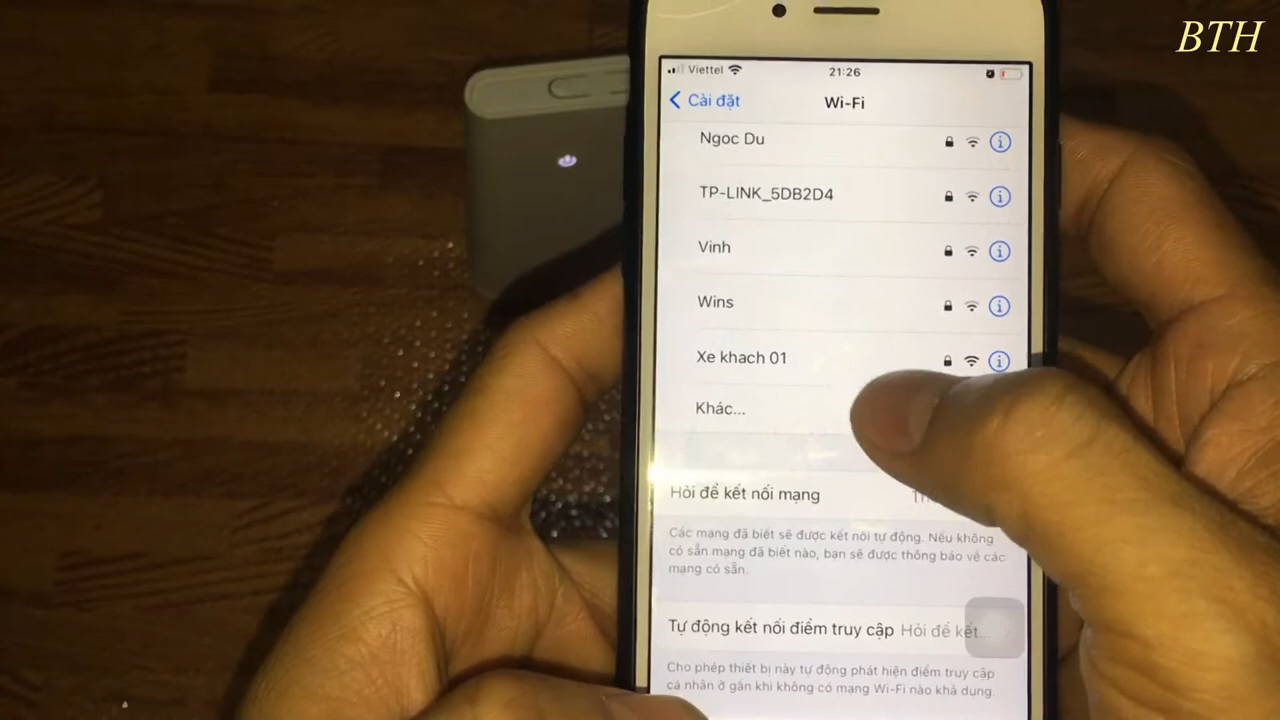 BTH
Viettel 21:26
Cài đặt Wi-Fi
Ngoc Du
TP-LINK_5DB2D4
Vinh
Wins
Xe khach 01
Khác...
Hỏi để kết nối mạng
Các mạng đã biết sẽ được kết nối tự động. Nếu không
có sẵn mạng đã biết nào, bạn sẽ được thông báo về các
mạng có sẵn.
Tự động kết nối điểm truy cập Hỏi để kết...
Cho phép thiết bị này tự động phát hiện điểm truy cập
cá nhân ở gần khi không có mạng Wi-Fi nào khả dụng.